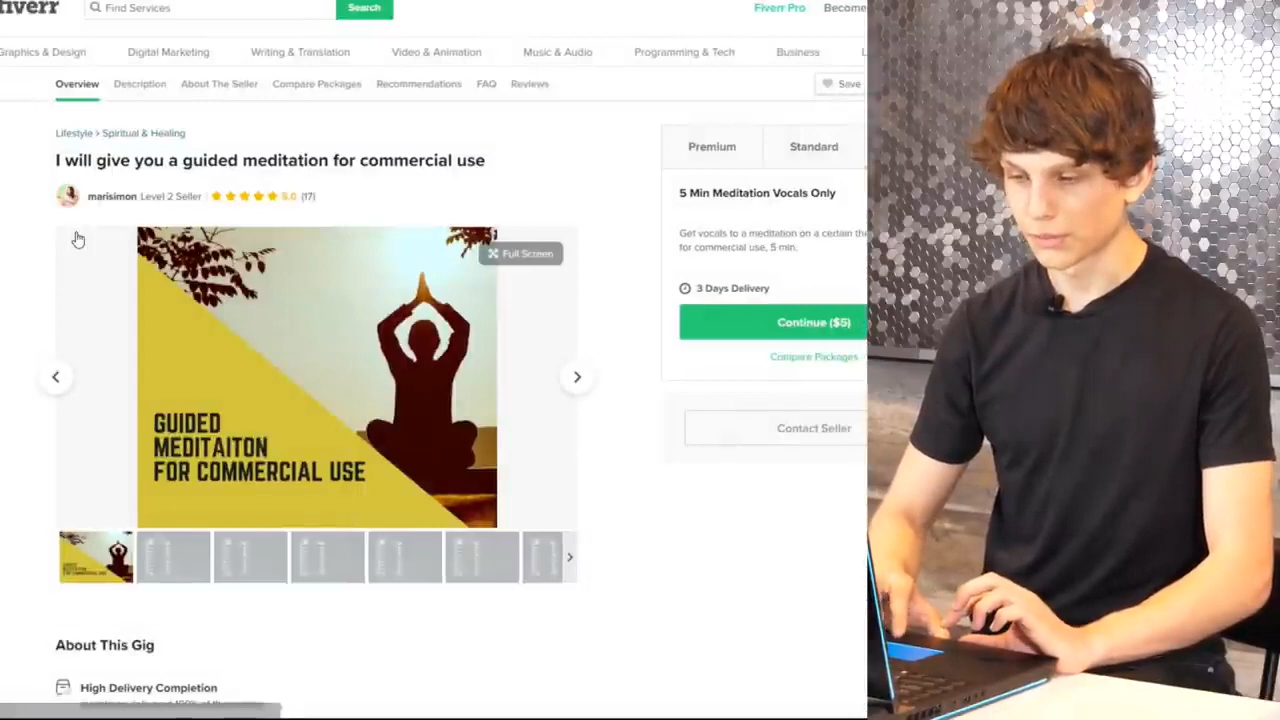 fiverr
Find Services
Search
Fiverr Pro
Become
Graphics & Design
Digital Marketing
Writing & Translation
Video & Animation
Music & Audio
Programming & Tech
Business
Overview
Description
About The Seller
Compare Packages
Recommendations
FAQ
Reviews
Save
Lifestyle > Spiritual & Healing
I will give you a guided meditation for commercial use
marisimon Level 2 Seller
5.0 (17)
Premium
Standard
5 Min Meditation Vocals Only
Get vocals to a meditation on a certain
for commercial use, 5 min.
3 Days Delivery
Continue ($5)
Compare Packages
Contact Seller
Full Screen
GUIDED
MEDITAITON
FOR COMMERCIAL USE
About This Gig
High Delivery Completion